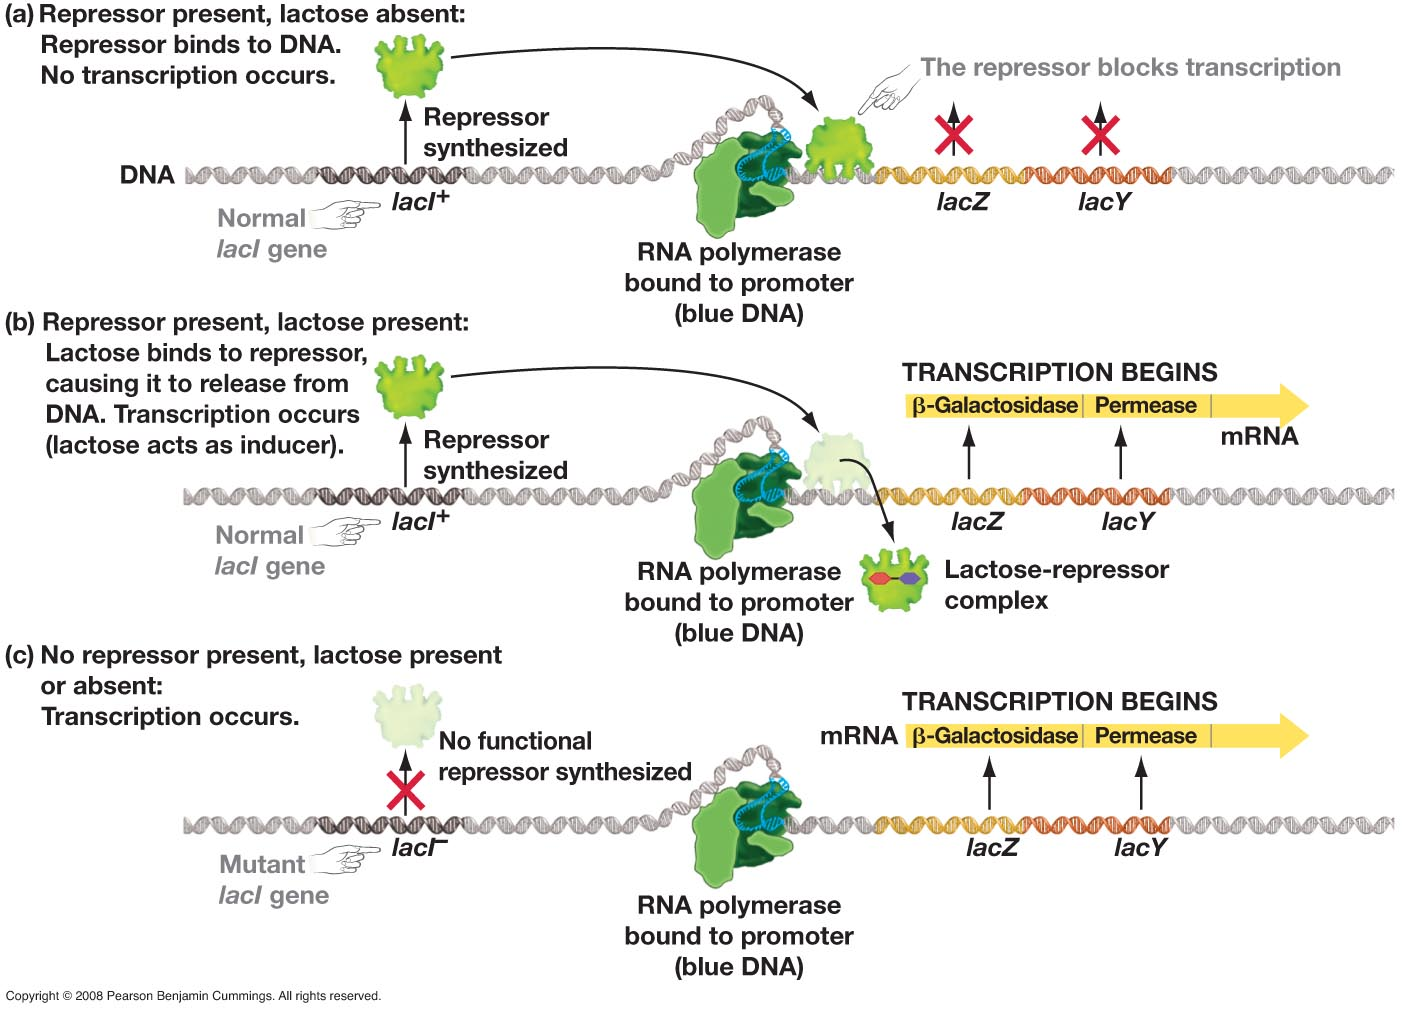 (a) Repressor present, lactose absent:
Repressor binds to DNA.
No transcription occurs.
The repressor blocks transcription
Repressor
synthesized
DNA
lacI+
lacZ
lacY
Normal
lacI gene
RNA polymerase
bound to promoter
(blue DNA)
(b) Repressor present, lactose present:
Lactose binds to repressor,
causing it to release from
DNA. Transcription occurs
(lactose acts as inducer).
TRANSCRIPTION BEGINS
β-Galactosidase Permease
mRNA
Repressor
synthesized
lacI+
lacZ
lacY
Normal
lacI gene
RNA polymerase
bound to promoter
(blue DNA)
Lactose-repressor
complex
(c) No repressor present, lactose present
or absent:
Transcription occurs.
TRANSCRIPTION BEGINS
mRNA β-Galactosidase Permease
No functional
repressor synthesized
lacI−
lacZ
lacY
Mutant
lacI gene
RNA polymerase
bound to promoter
(blue DNA)
Copyright © 2008 Pearson Benjamin Cummings. All rights reserved.